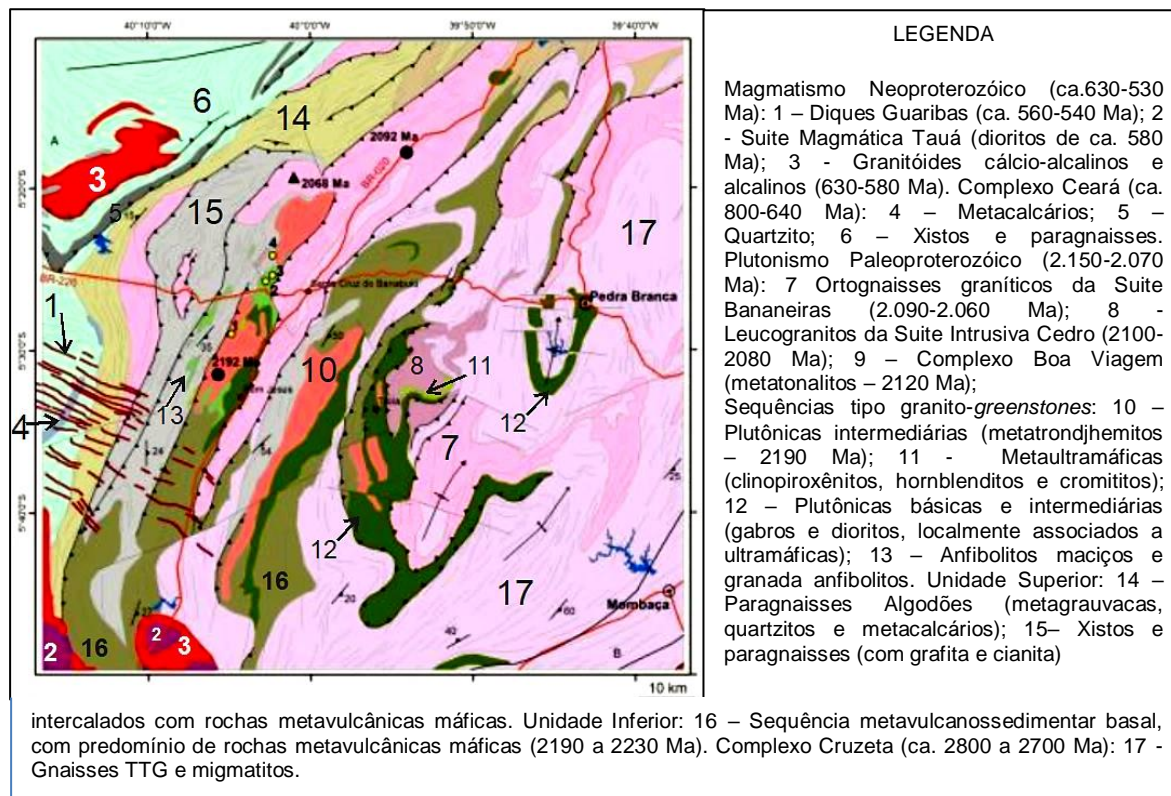 40°10'0"W 40°0'0"W 39°50'0"W 39°40'0"W
6
A
14
2092 Ma
3
BR-020
5°20'0"S
2068 Ma
5
15
17
4
3
2
BR-226
Pedra Branca
1
1
5°30'0"S
8
11
10
2192 Ma
4
13
12
7
5°40'0"S
12
16
17
Mombaça
2
3
2
16
B
10 km
LEGENDA
Magmatismo Neoproterozóico (ca.630-530
Ma): 1 – Diques Guaribas (ca. 560-540 Ma); 2
- Suite Magmática Tauá (dioritos de ca. 580
Ma); 3 - Granitóides cálcio-alcalinos e
alcalinos (630-580 Ma). Complexo Ceará (ca.
800-640 Ma): 4 – Metacalcários; 5 –
Quartzito; 6 – Xistos e paragnaisses.
Plutonismo Paleoproterozóico (2.150-2.070
Ma): 7 Ortognaisses graníticos da Suite
Bananeiras (2.090-2.060 Ma); 8 -
Leucogranitos da Suite Intrusiva Cedro (2100-
2080 Ma); 9 – Complexo Boa Viagem
(metatonalitos – 2120 Ma);
Sequências tipo granito-greenstones: 10 –
Plutônicas intermediárias (metatrondjhemitos
– 2190 Ma); 11 - Metaultramáficas
(clinopiroxênitos, hornblenditos e cromititos);
12 – Plutônicas básicas e intermediárias
(gabros e dioritos, localmente associados a
ultramáficas); 13 – Anfibolitos maciços e
granada anfibolitos. Unidade Superior: 14 –
Paragnaisses Algodões (metagrauvacas,
quartzitos e metacalcários); 15– Xistos e
paragnaisses (com grafita e cianita)
intercalados com rochas metavulcânicas máficas. Unidade Inferior: 16 – Sequência metavulcanossedimentar basal,
com predomínio de rochas metavulcânicas máficas (2190 a 2230 Ma). Complexo Cruzeta (ca. 2800 a 2700 Ma): 17 -
Gnaisses TTG e migmatitos.